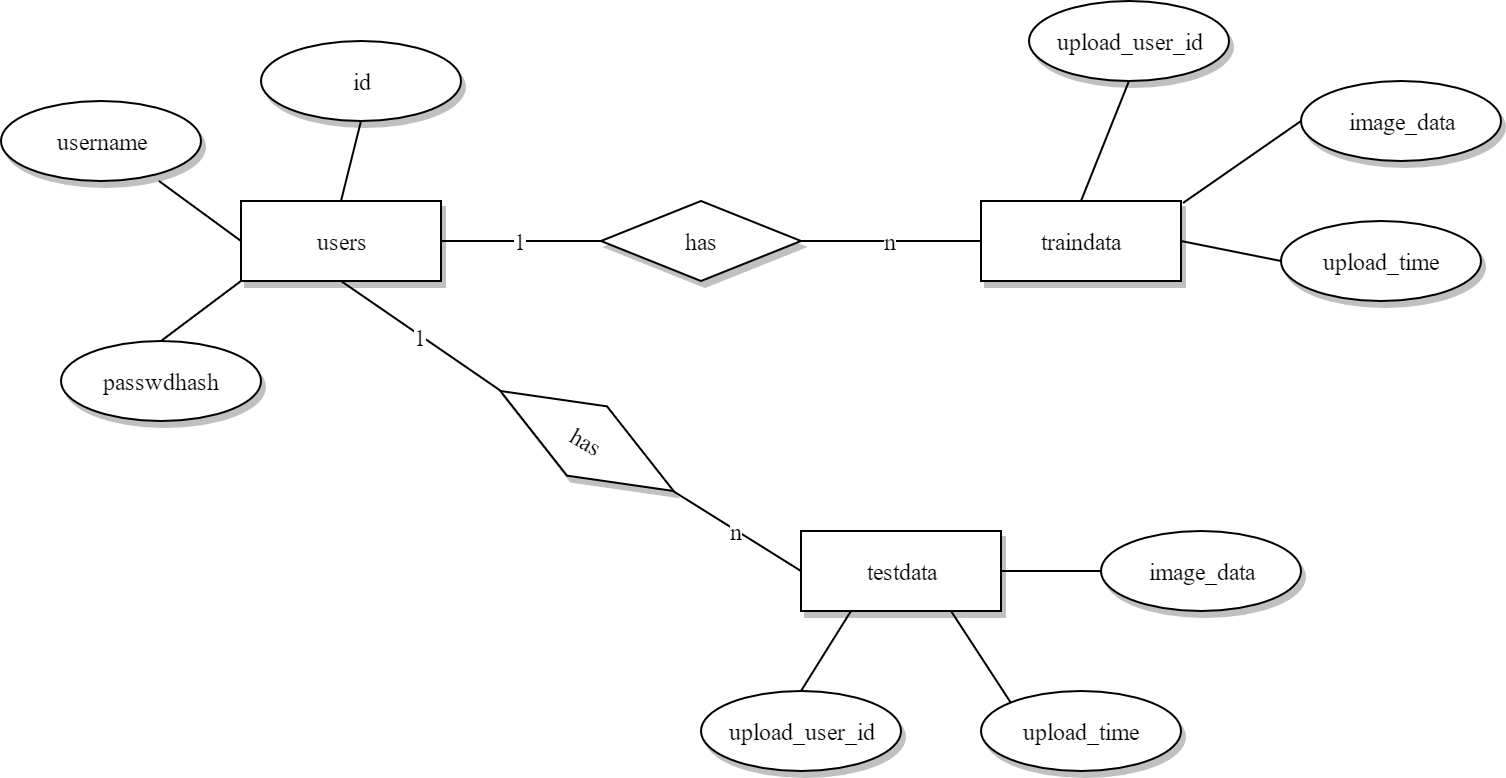 upload_user_id
id
image_data
username
users
1
has
n
traindata
upload_time
1
passwdhash
has
n
testdata
image_data
upload_user_id
upload_time